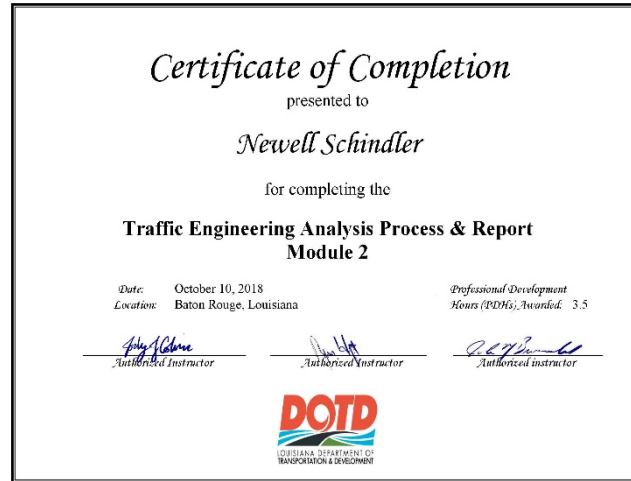 Certificate of Completion
presented to
Newell Schindler
for completing the
Traffic Engineering Analysis Process & Report
Module 2
Date: October 10, 2018
Location: Baton Rouge, Louisiana
Professional Development
Hours (PDHs) Awarded: 3.5
Authorized Instructor
Authorized Instructor
Authorized instructor
DOTD
LOUISIANA DEPARTMENT OF
TRANSPORTATION & DEVELOPMENT